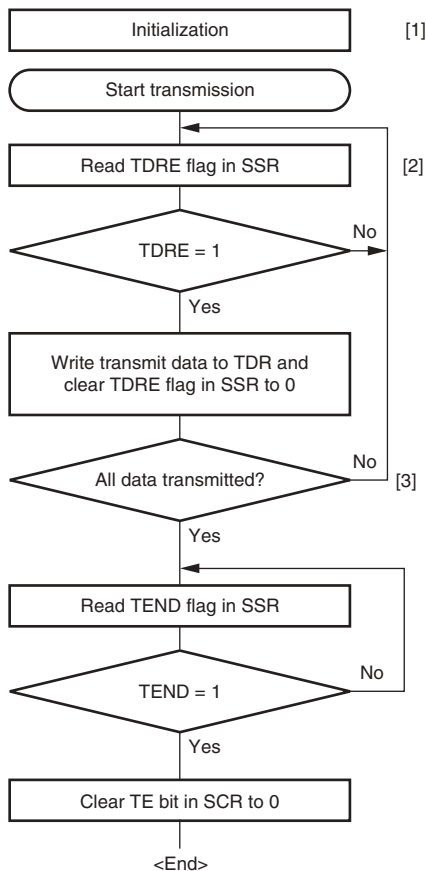 Initialization
[1]
Start transmission
Read TDRE flag in SSR
[2]
TDRE = 1
No
Yes
Write transmit data to TDR and
clear TDRE flag in SSR to 0
All data transmitted?
No
[3]
Yes
Read TEND flag in SSR
TEND = 1
No
Yes
Clear TE bit in SCR to 0
<End>